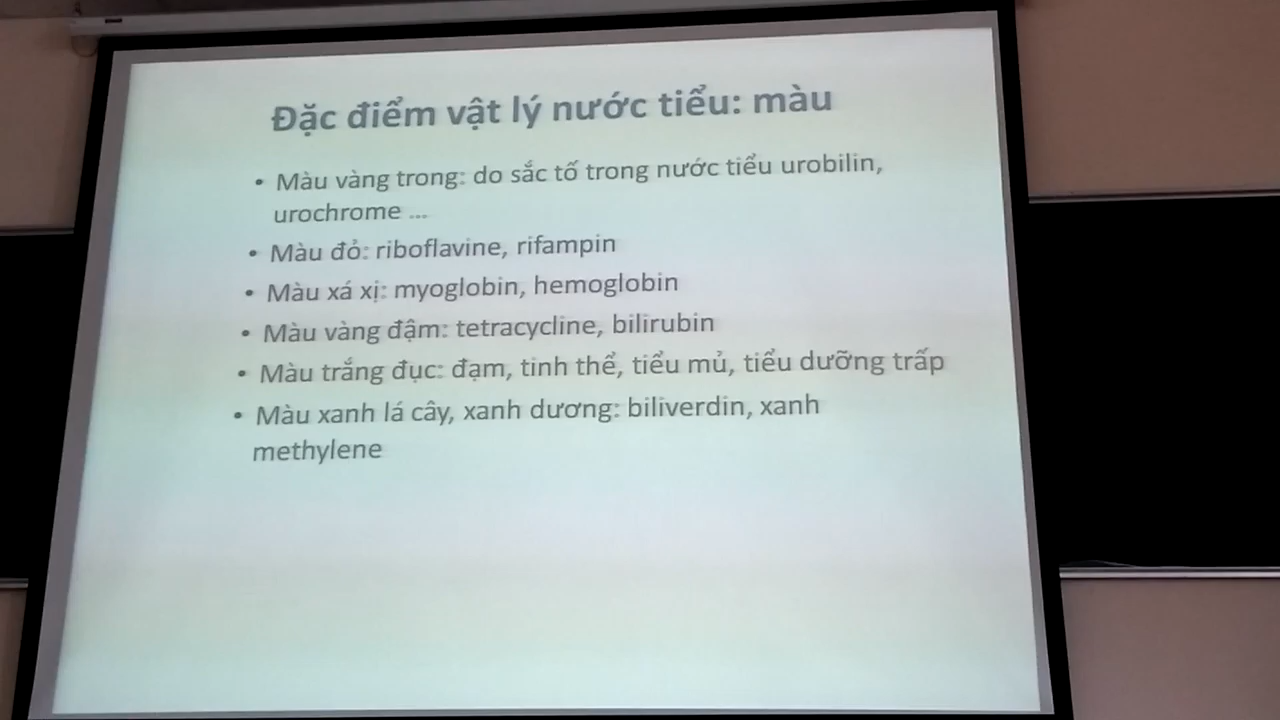 Đặc điểm vật lý nước tiểu: màu
• Màu vàng trong: do sắc tố trong nước tiểu urobilin,
urochrome ...
• Màu đỏ: riboflavine, rifampin
• Màu xá xị: myoglobin, hemoglobin
• Màu vàng đậm: tetracycline, bilirubin
• Màu trắng đục: đạm, tinh thể, tiểu mủ, tiểu dưỡng trấp
• Màu xanh lá cây, xanh dương: biliverdin, xanh
methylene